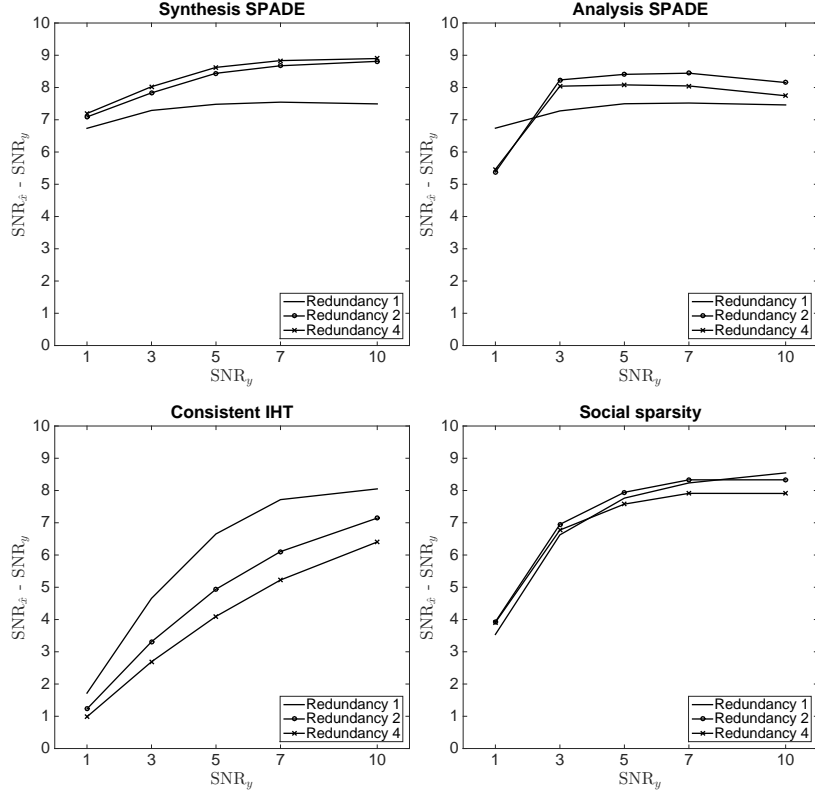 Synthesis SPADE
10
9
8
7
6
5
4
3
2
1
0
SNR_x̂ - SNR_y
Redundancy 1
Redundancy 2
Redundancy 4
1 3 5 7 10
SNR_y
Analysis SPADE
10
9
8
7
6
5
4
3
2
1
0
SNR_x̂ - SNR_y
Redundancy 1
Redundancy 2
Redundancy 4
1 3 5 7 10
SNR_y
Consistent IHT
10
9
8
7
6
5
4
3
2
1
0
SNR_x̂ - SNR_y
Redundancy 1
Redundancy 2
Redundancy 4
1 3 5 7 10
SNR_y
Social sparsity
10
9
8
7
6
5
4
3
2
1
0
SNR_x̂ - SNR_y
Redundancy 1
Redundancy 2
Redundancy 4
1 3 5 7 10
SNR_y